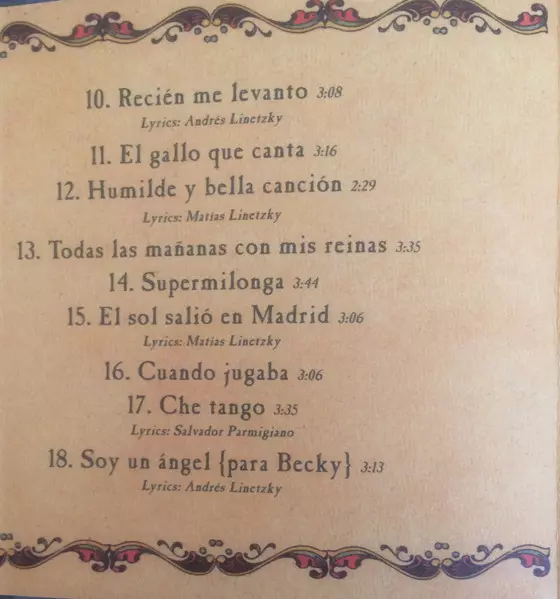 10. Recién me levanto 3:08
Lyrics: Andrés Linetzky
11. El gallo que canta 3:16
12. Humilde y bella canción 2:29
Lyrics: Matías Linetzky
13. Todas las mañanas con mis reinas 3:35
14. Supermilonga 3:44
15. El sol salió en Madrid 3:06
Lyrics: Matías Linetzky
16. Cuando jugaba 3:06
17. Che tango 3:35
Lyrics: Salvador Parmigiano
18. Soy un ángel {para Becky} 3:13
Lyrics: Andrés Linetzky